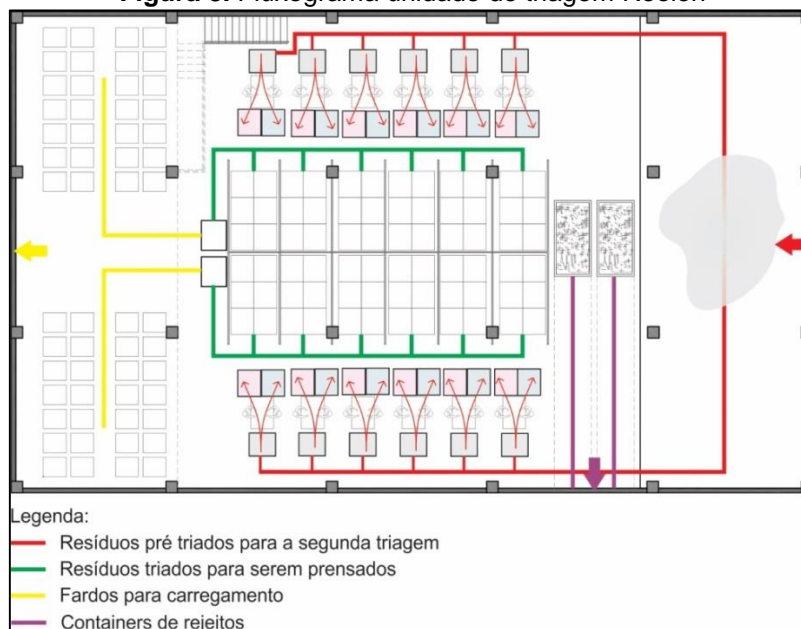 Legenda:
Resíduos pré triados para a segunda triagem
Resíduos triados para serem prensados
Fardos para carregamento
Containers de rejeitos